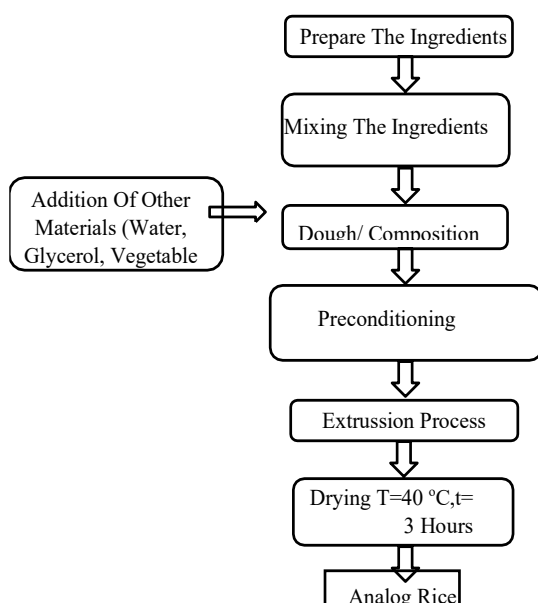 Prepare The Ingredients
Mixing The Ingredients
Addition Of Other
Materials (Water,
Glycerol, Vegetable
Dough/ Composition
Preconditioning
Extrussion Process
Drying T=40 ºC,t=
3 Hours
Analog Rice